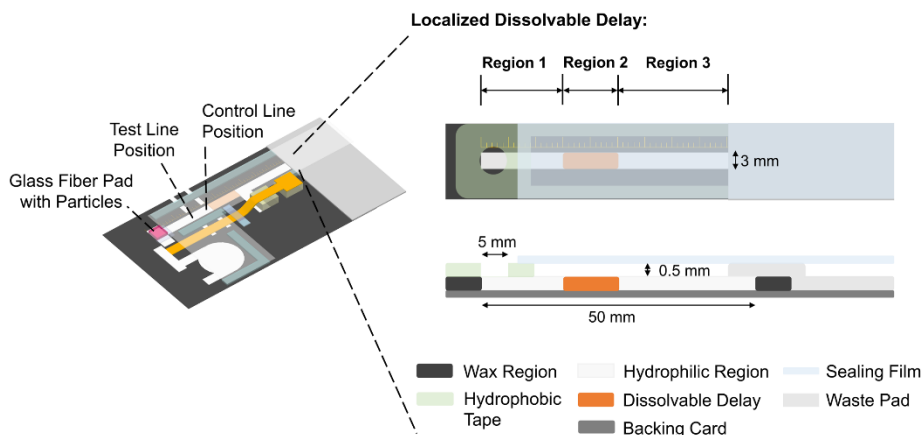 Localized Dissolvable Delay:
Region 1 Region 2 Region 3
Control Line
Position
Test Line
Position
Glass Fiber Pad
with Particles
3 mm
5 mm
0.5 mm
50 mm
Wax Region
Hydrophilic Region
Sealing Film
Hydrophobic
Tape
Dissolvable Delay
Waste Pad
Backing Card